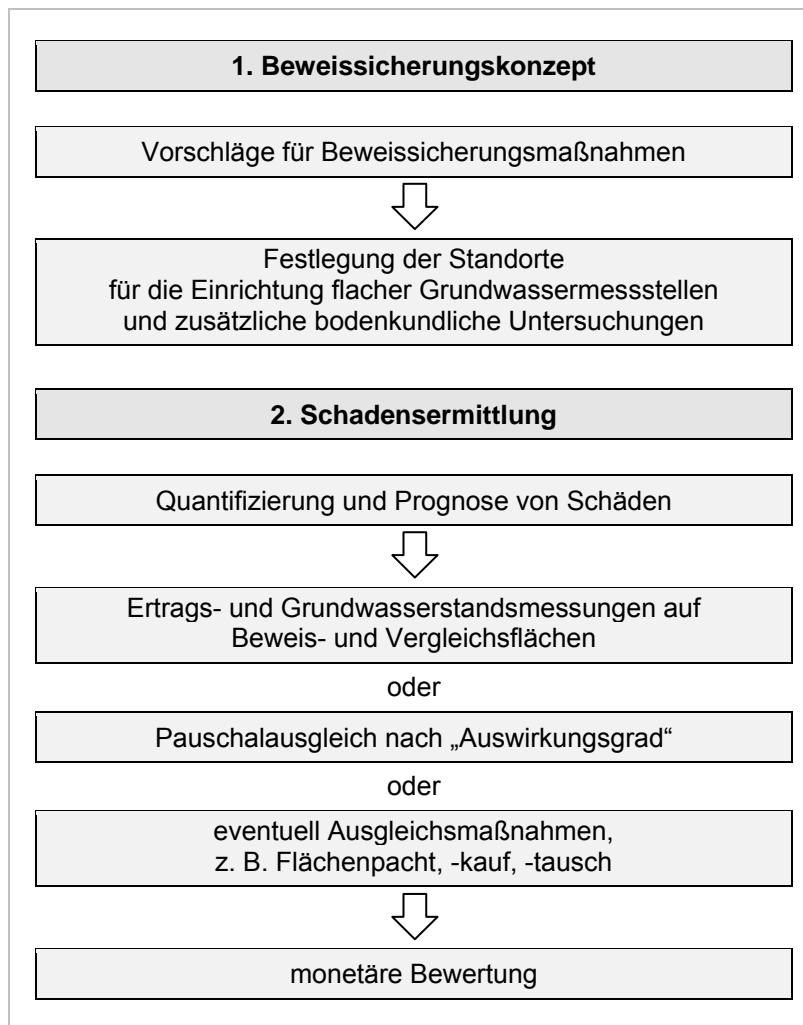 1. Beweissicherungskonzept
Vorschläge für Beweissicherungsmaßnahmen
Festlegung der Standorte
für die Einrichtung flacher Grundwassermessstellen
und zusätzliche bodenkundliche Untersuchungen
2. Schadensermittlung
Quantifizierung und Prognose von Schäden
Ertrags- und Grundwasserstandsmessungen auf
Beweis- und Vergleichsflächen
oder
Pauschalausgleich nach „Auswirkungsgrad“
oder
eventuell Ausgleichsmaßnahmen,
z. B. Flächenpacht, -kauf, -tausch
monetäre Bewertung